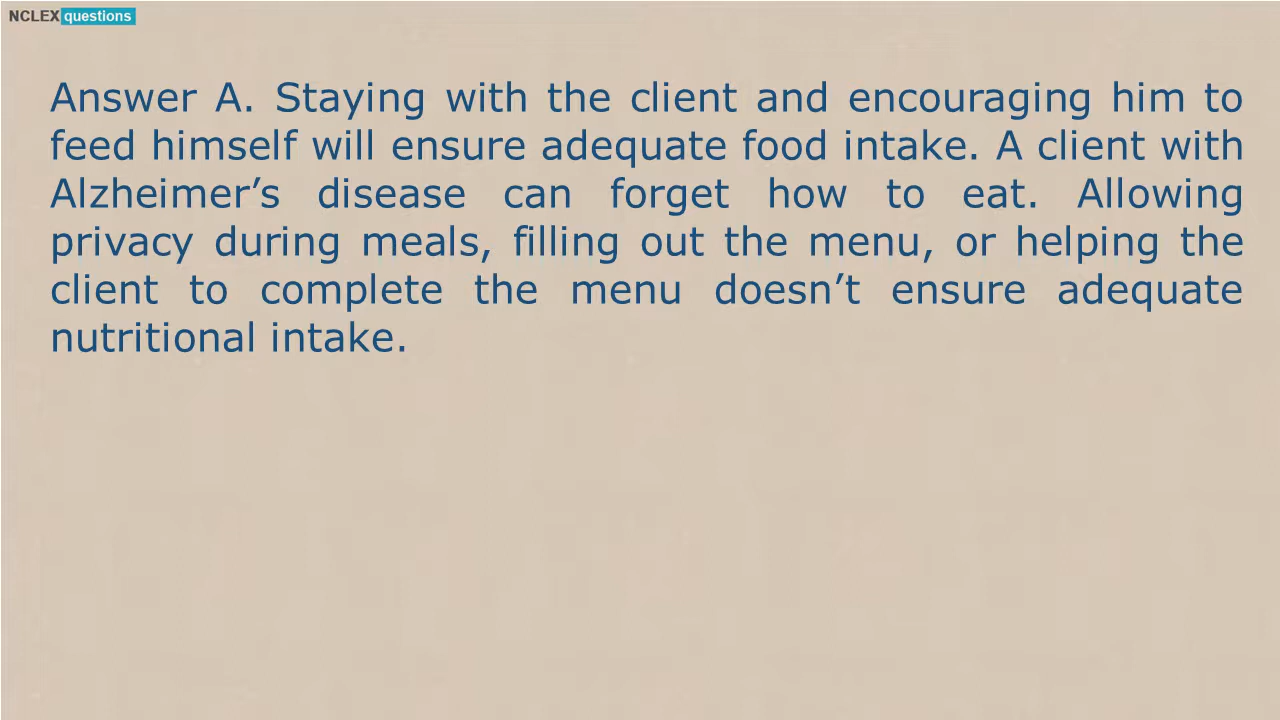 NCLEX questions
Answer A. Staying with the client and encouraging him to
feed himself will ensure adequate food intake. A client with
Alzheimer’s disease can forget how to eat. Allowing
privacy during meals, filling out the menu, or helping the
client to complete the menu doesn’t ensure adequate
nutritional intake.